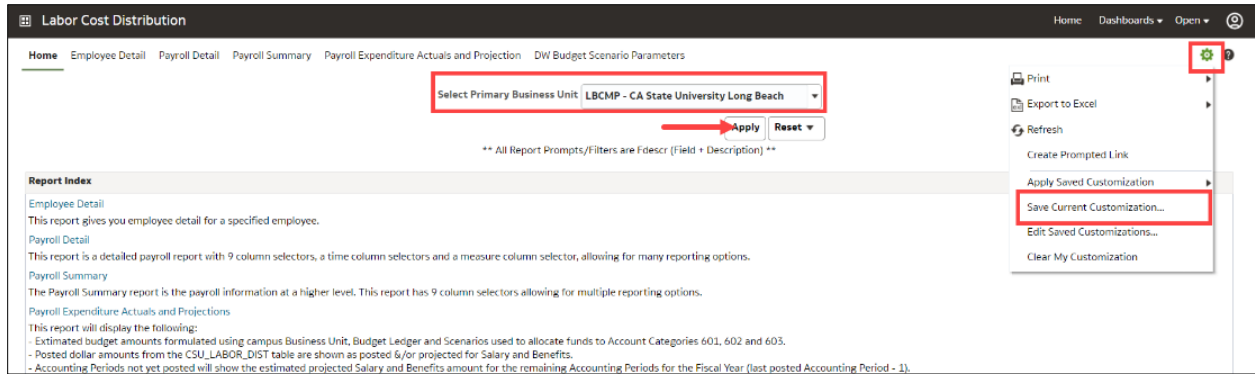 Labor Cost Distribution
Home Dashboards Open
Home Employee Detail Payroll Detail Payroll Summary Payroll Expenditure Actuals and Projection DW Budget Scenario Parameters
Select Primary Business Unit LBCMP - CA State University Long Beach
Apply Reset
** All Report Prompts/Filters are Fdescr (Field + Description) **
Print
Export to Excel
Refresh
Create Prompted Link
Apply Saved Customization
Save Current Customization...
Edit Saved Customizations...
Clear My Customization
Report Index
Employee Detail
This report gives you employee detail for a specified employee.
Payroll Detail
This report is a detailed payroll report with 9 column selectors, a time column selectors and a measure column selector, allowing for many reporting options.
Payroll Summary
The Payroll Summary report is the payroll information at a higher level. This report has 9 column selectors allowing for multiple reporting options.
Payroll Expenditure Actuals and Projections
This report will display the following:
- Extimated budget amounts formulated using campus Business Unit, Budget Ledger and Scenarios used to allocate funds to Account Categories 601, 602 and 603.
- Posted dollar amounts from the CSU_LABOR_DIST table are shown as posted &/or projected for Salary and Benefits.
- Accounting Periods not yet posted will show the estimated projected Salary and Benefits amount for the remaining Accounting Periods for the Fiscal Year (last posted Accounting Period - 1).